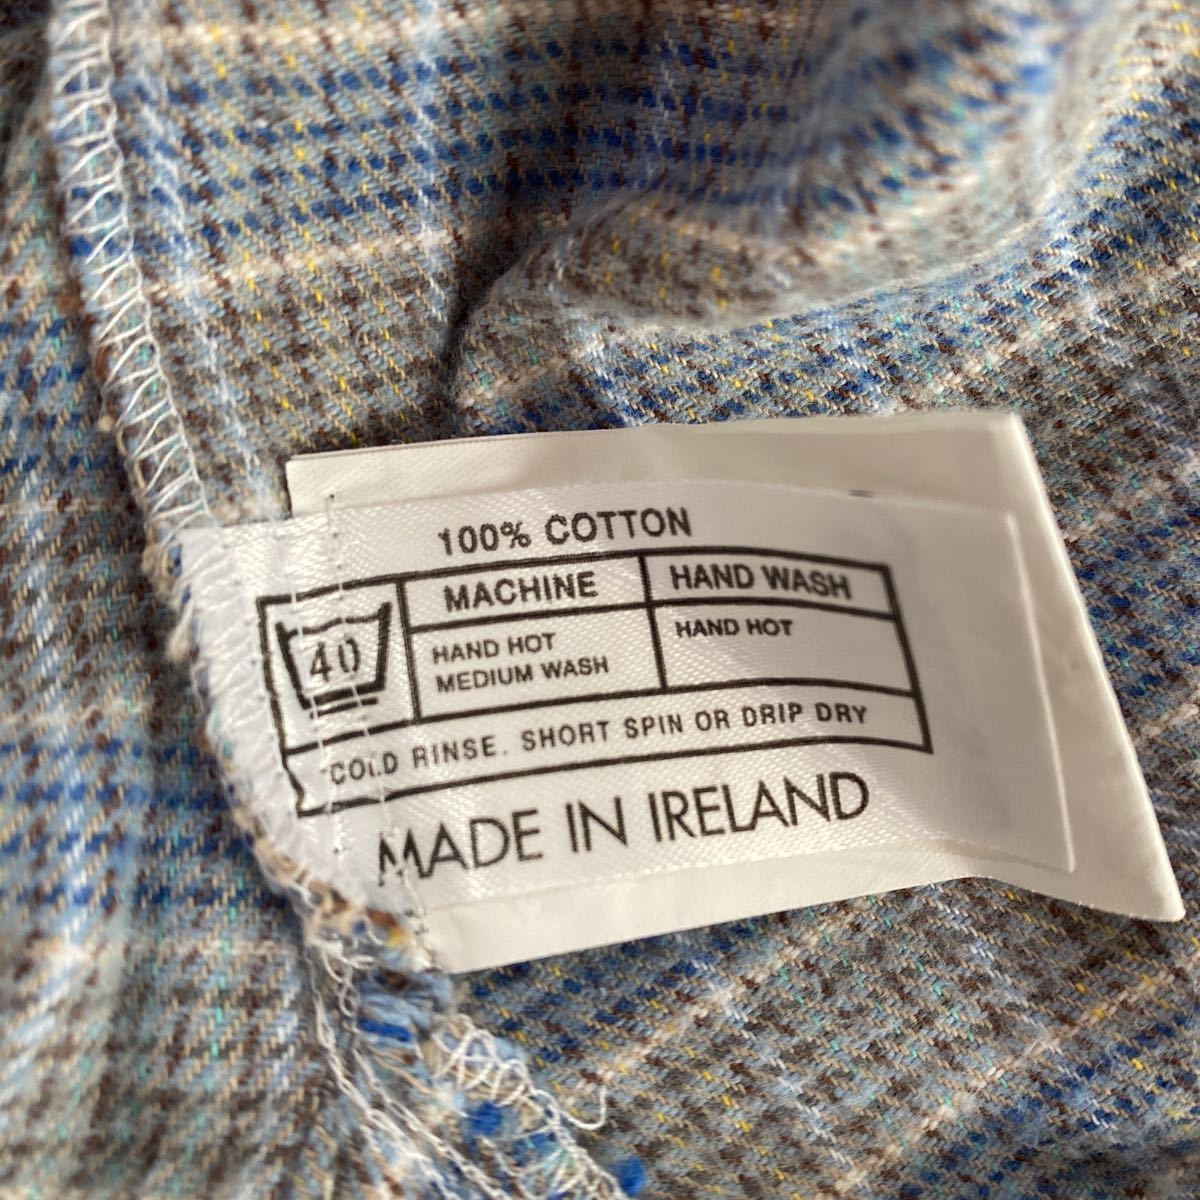 100% COTTON
MACHINE
HAND WASH
40
HAND HOT
MEDIUM WASH
HAND HOT
COLD RINSE. SHORT SPIN OR DRIP DRY
MADE IN IRELAND